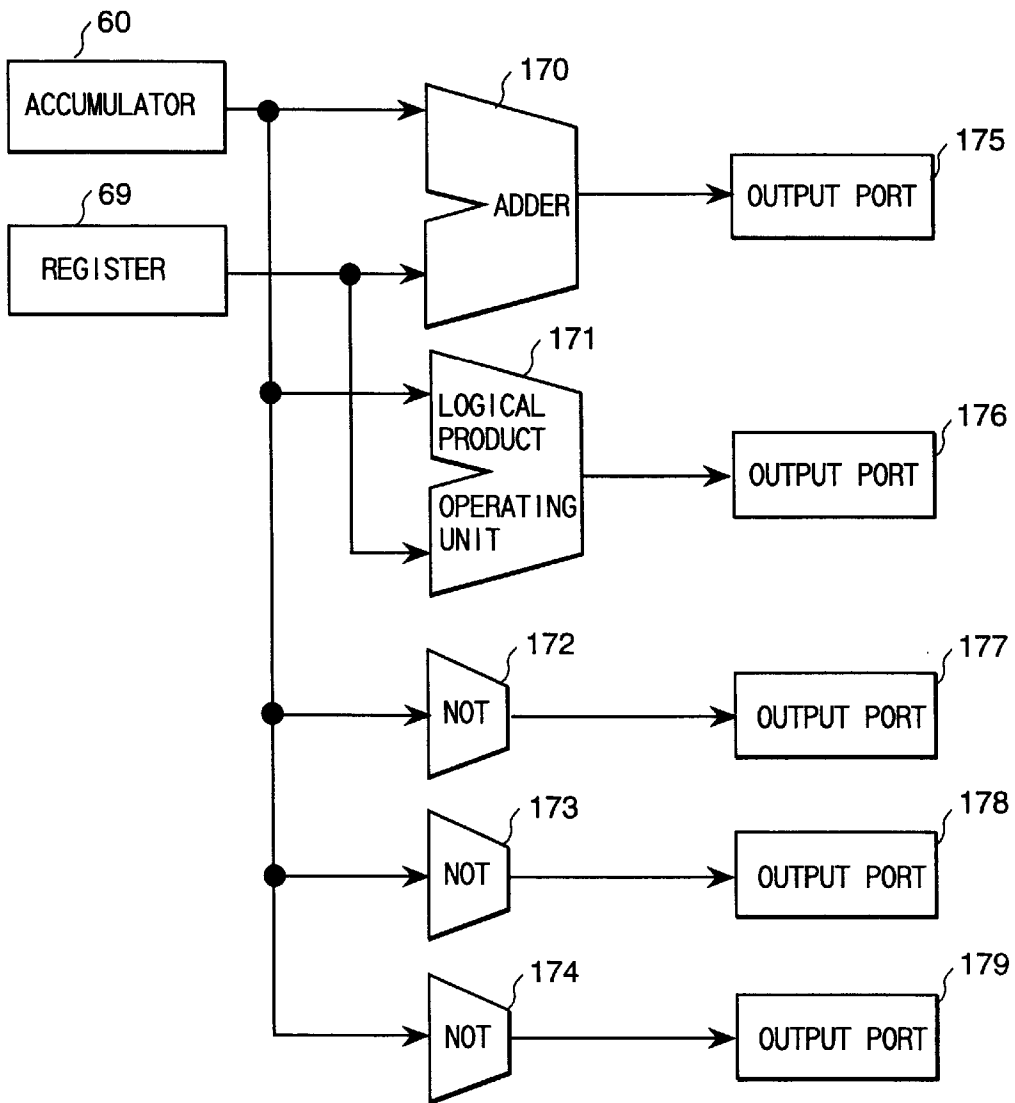 60
ACCUMULATOR
170
ADDER
175
OUTPUT PORT
69
REGISTER
171
LOGICAL
PRODUCT
OPERATING
UNIT
176
OUTPUT PORT
172
NOT
177
OUTPUT PORT
173
NOT
178
OUTPUT PORT
174
NOT
179
OUTPUT PORT